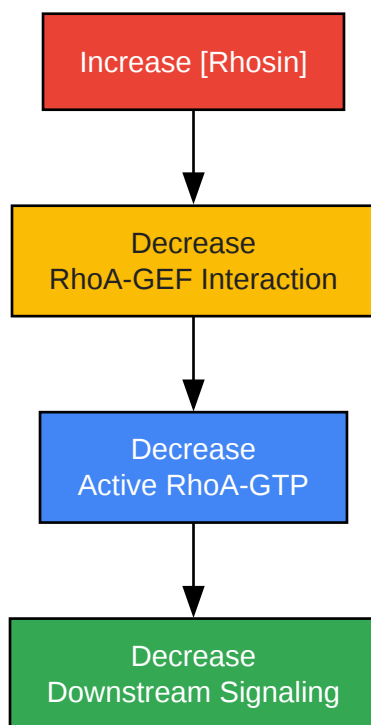 Increase [Rhosin]
Decrease
RhoA-GEF Interaction
Decrease
Active RhoA-GTP
Decrease
Downstream Signaling